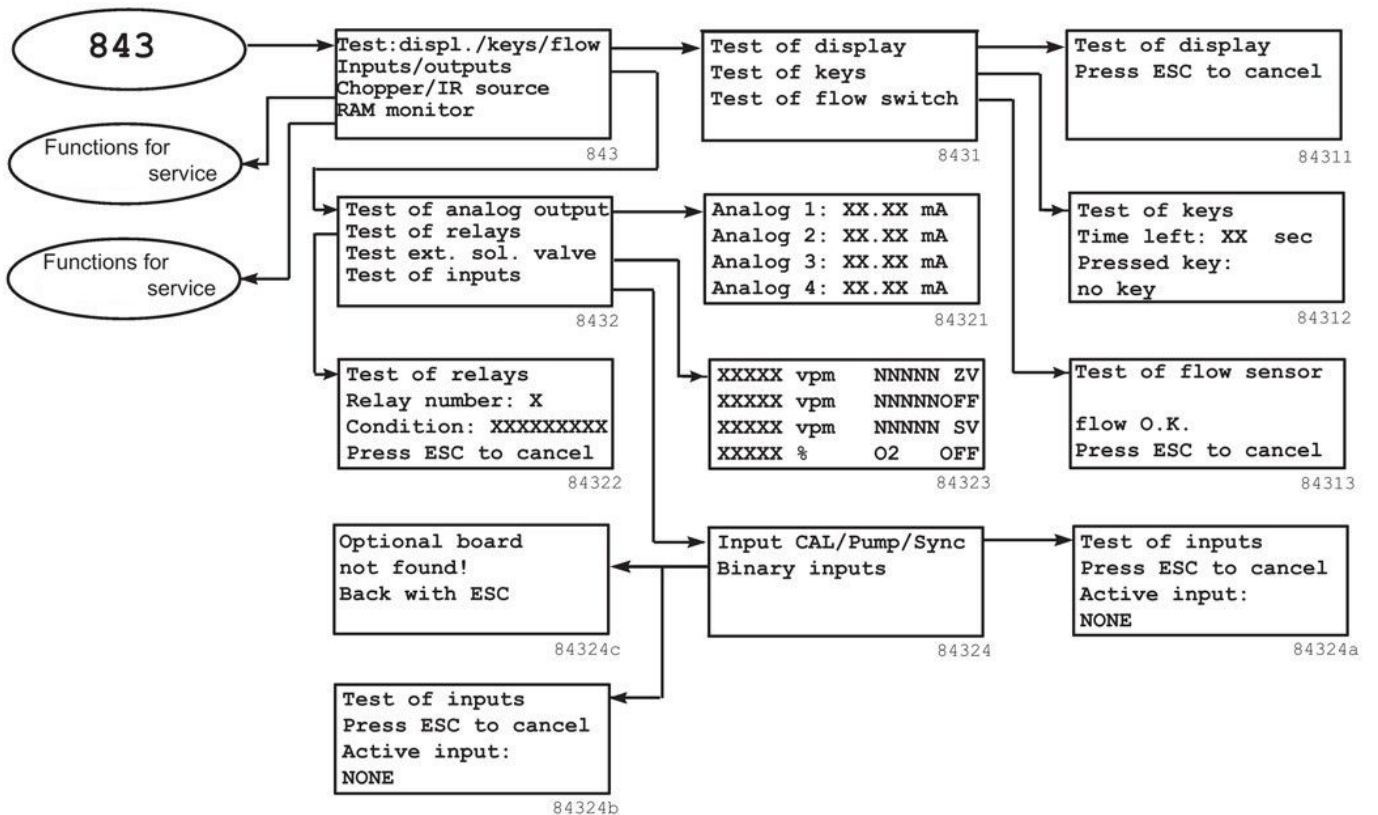 843
Test:displ./keys/flow
Inputs/outputs
Chopper/IR source
RAM monitor
843
Functions for
service
Functions for
service
Test of display
Test of keys
Test of flow switch
8431
Test of display
Press ESC to cancel
84311
Test of keys
Time left: XX sec
Pressed key:
no key
84312
Test of flow sensor
flow O.K.
Press ESC to cancel
84313
Test of analog output
Test of relays
Test ext. sol. valve
Test of inputs
8432
Analog 1: XX.XX mA
Analog 2: XX.XX mA
Analog 3: XX.XX mA
Analog 4: XX.XX mA
84321
Test of relays
Relay number: X
Condition: XXXXXXXXX
Press ESC to cancel
84322
XXXXX vpm NNNNN ZV
XXXXX vpm NNNNNOFF
XXXXX vpm NNNNN SV
XXXXX % O2 OFF
84323
Input CAL/Pump/Sync
Binary inputs
84324
Test of inputs
Press ESC to cancel
Active input:
NONE
84324a
Optional board
not found!
Back with ESC
84324c
Test of inputs
Press ESC to cancel
Active input:
NONE
84324b